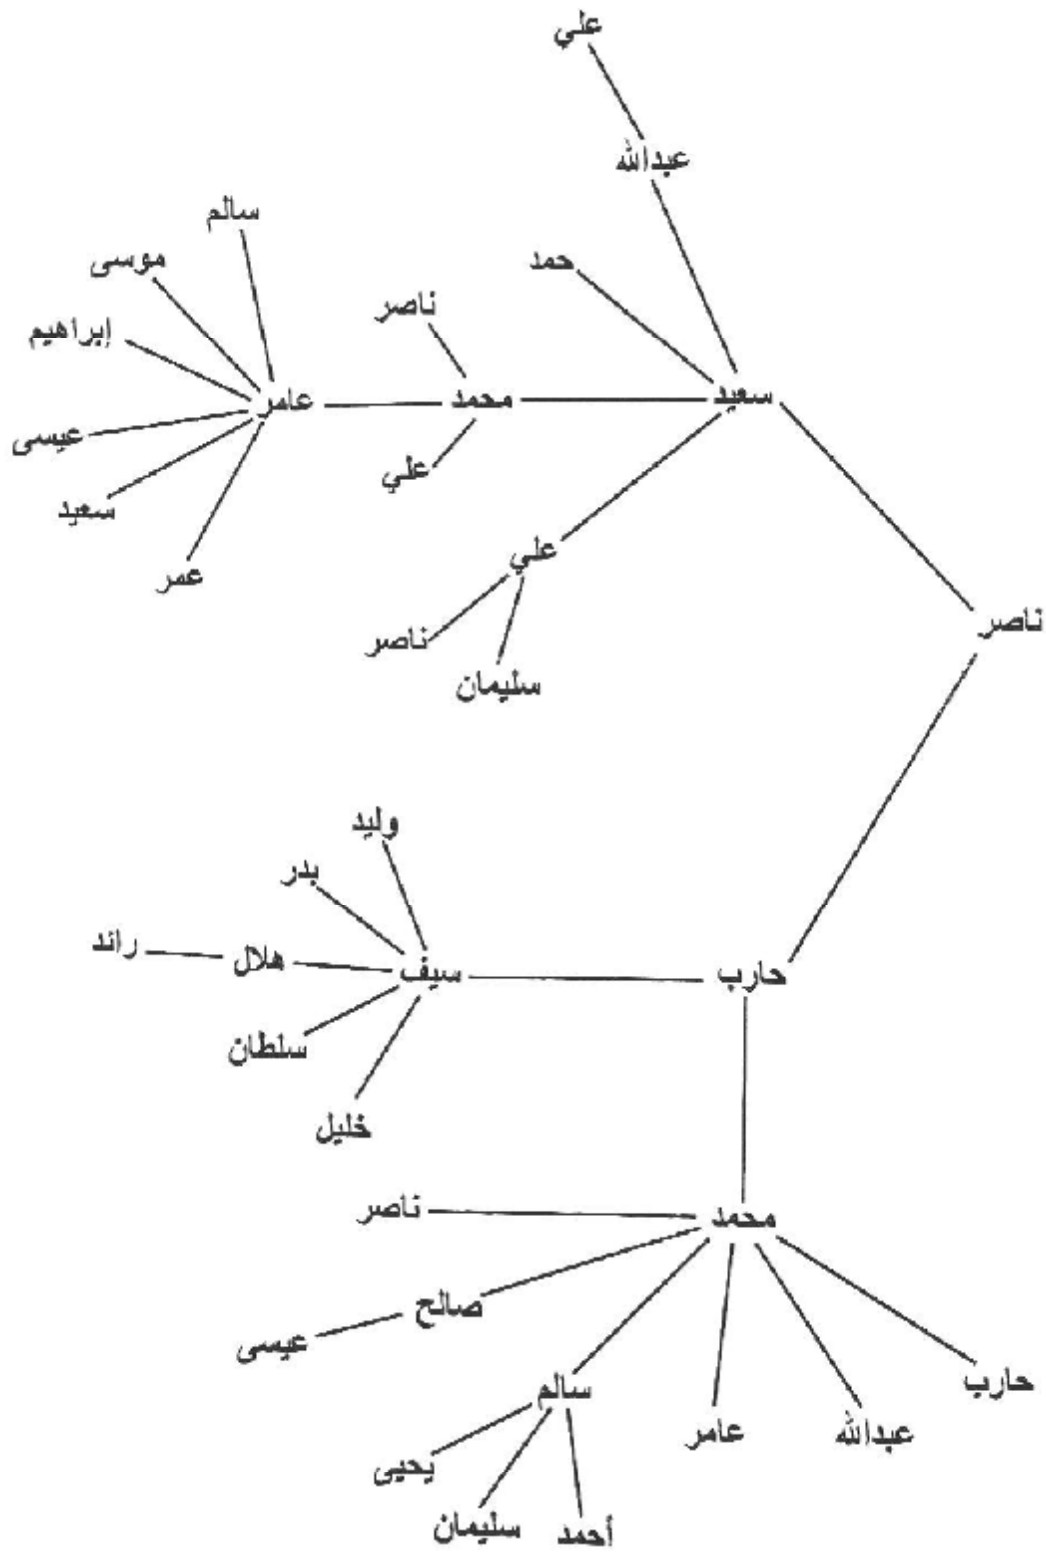 علي
عبدالله
سالم
موسى
حمد
ناصر
إبراهيم
سعيد
محمد
عامر
عيسى
علي
سعيد
علي
عمر
ناصر
ناصر
سليمان
وليد
بدر
رائد
هلال
سيف
حارب
سلطان
خليل
ناصر
محمد
صالح
عيسى
حارب
سالم
عامر
عبدالله
يحيى
سليمان
أحمد